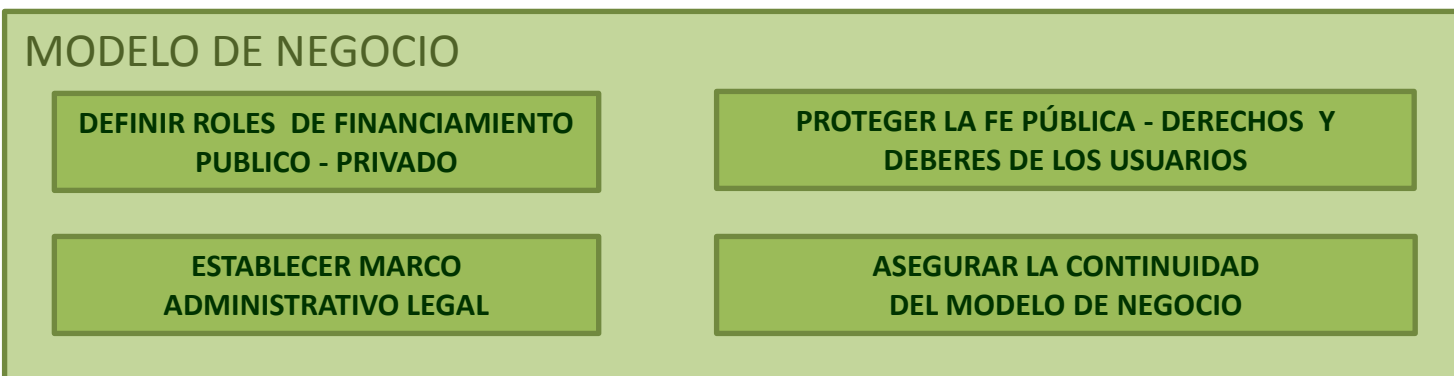 MODELO DE NEGOCIO
DEFINIR ROLES DE FINANCIAMIENTO
PUBLICO - PRIVADO
PROTEGER LA FE PÚBLICA - DERECHOS Y
DEBERES DE LOS USUARIOS
ESTABLECER MARCO
ADMINISTRATIVO LEGAL
ASEGURAR LA CONTINUIDAD
DEL MODELO DE NEGOCIO